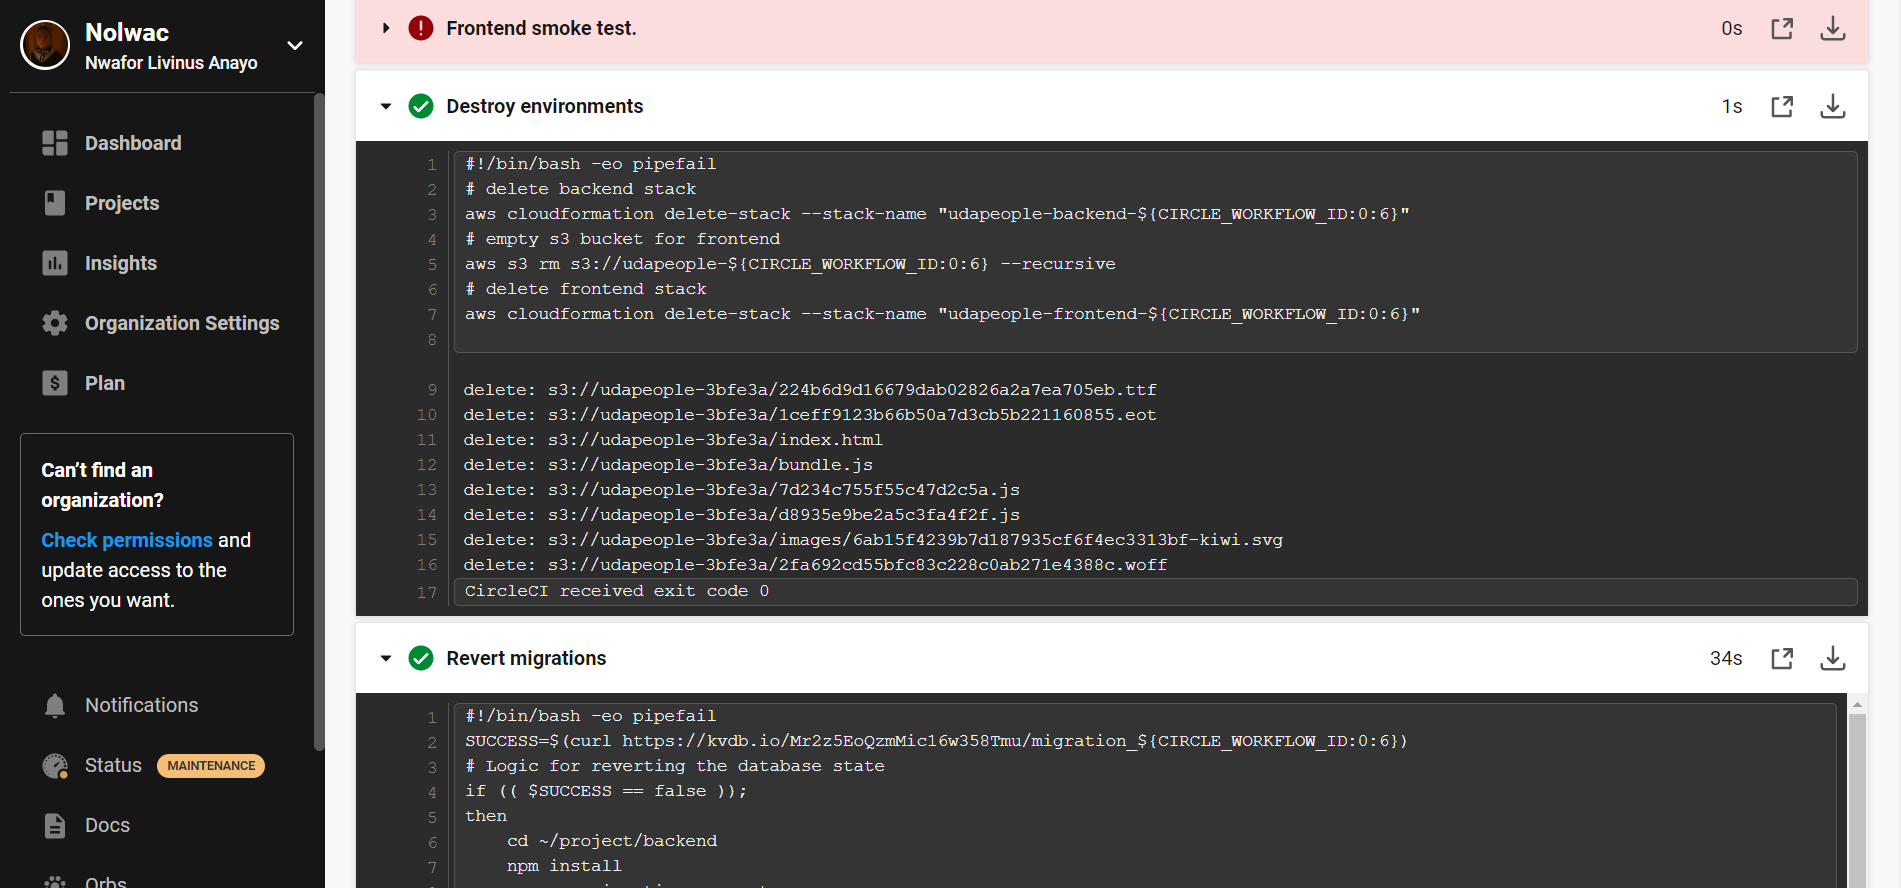 Nolwac
Nwafor Livinus Anayo
Dashboard
Projects
Insights
Organization Settings
Plan
Can't find an
organization?
Check permissions and
update access to the
ones you want.
Notifications
Status MAINTENANCE
Docs
Orbs
Frontend smoke test. 0s
Destroy environments 1s
1 #!/bin/bash -eo pipefail
2 # delete backend stack
3 aws cloudformation delete-stack --stack-name "udapeople-backend-${CIRCLE_WORKFLOW_ID:0:6}"
4 # empty s3 bucket for frontend
5 aws s3 rm s3://udapeople-${CIRCLE_WORKFLOW_ID:0:6} --recursive
6 # delete frontend stack
7 aws cloudformation delete-stack --stack-name "udapeople-frontend-${CIRCLE_WORKFLOW_ID:0:6}"
8
9 delete: s3://udapeople-3bfe3a/224b6d9d16679dab02826a2a7ea705eb.ttf
10 delete: s3://udapeople-3bfe3a/1ceff9123b66b50a7d3cb5b221160855.eot
11 delete: s3://udapeople-3bfe3a/index.html
12 delete: s3://udapeople-3bfe3a/bundle.js
13 delete: s3://udapeople-3bfe3a/7d234c755f55c47d2c5a.js
14 delete: s3://udapeople-3bfe3a/d8935e9be2a5c3fa4f2f.js
15 delete: s3://udapeople-3bfe3a/images/6ab15f4239b7d187935cf6f4ec3313bf-kiwi.svg
16 delete: s3://udapeople-3bfe3a/2fa692cd55bfc83c228c0ab271e4388c.woff
17 CircleCI received exit code 0
Revert migrations 34s
1 #!/bin/bash -eo pipefail
2 SUCCESS=$(curl https://kvdb.io/Mr2z5EoQzmMic16w358Tmu/migration_${CIRCLE_WORKFLOW_ID:0:6})
3 # Logic for reverting the database state
4 if (( $SUCCESS == false ));
5 then
6 cd ~/project/backend
7 npm install